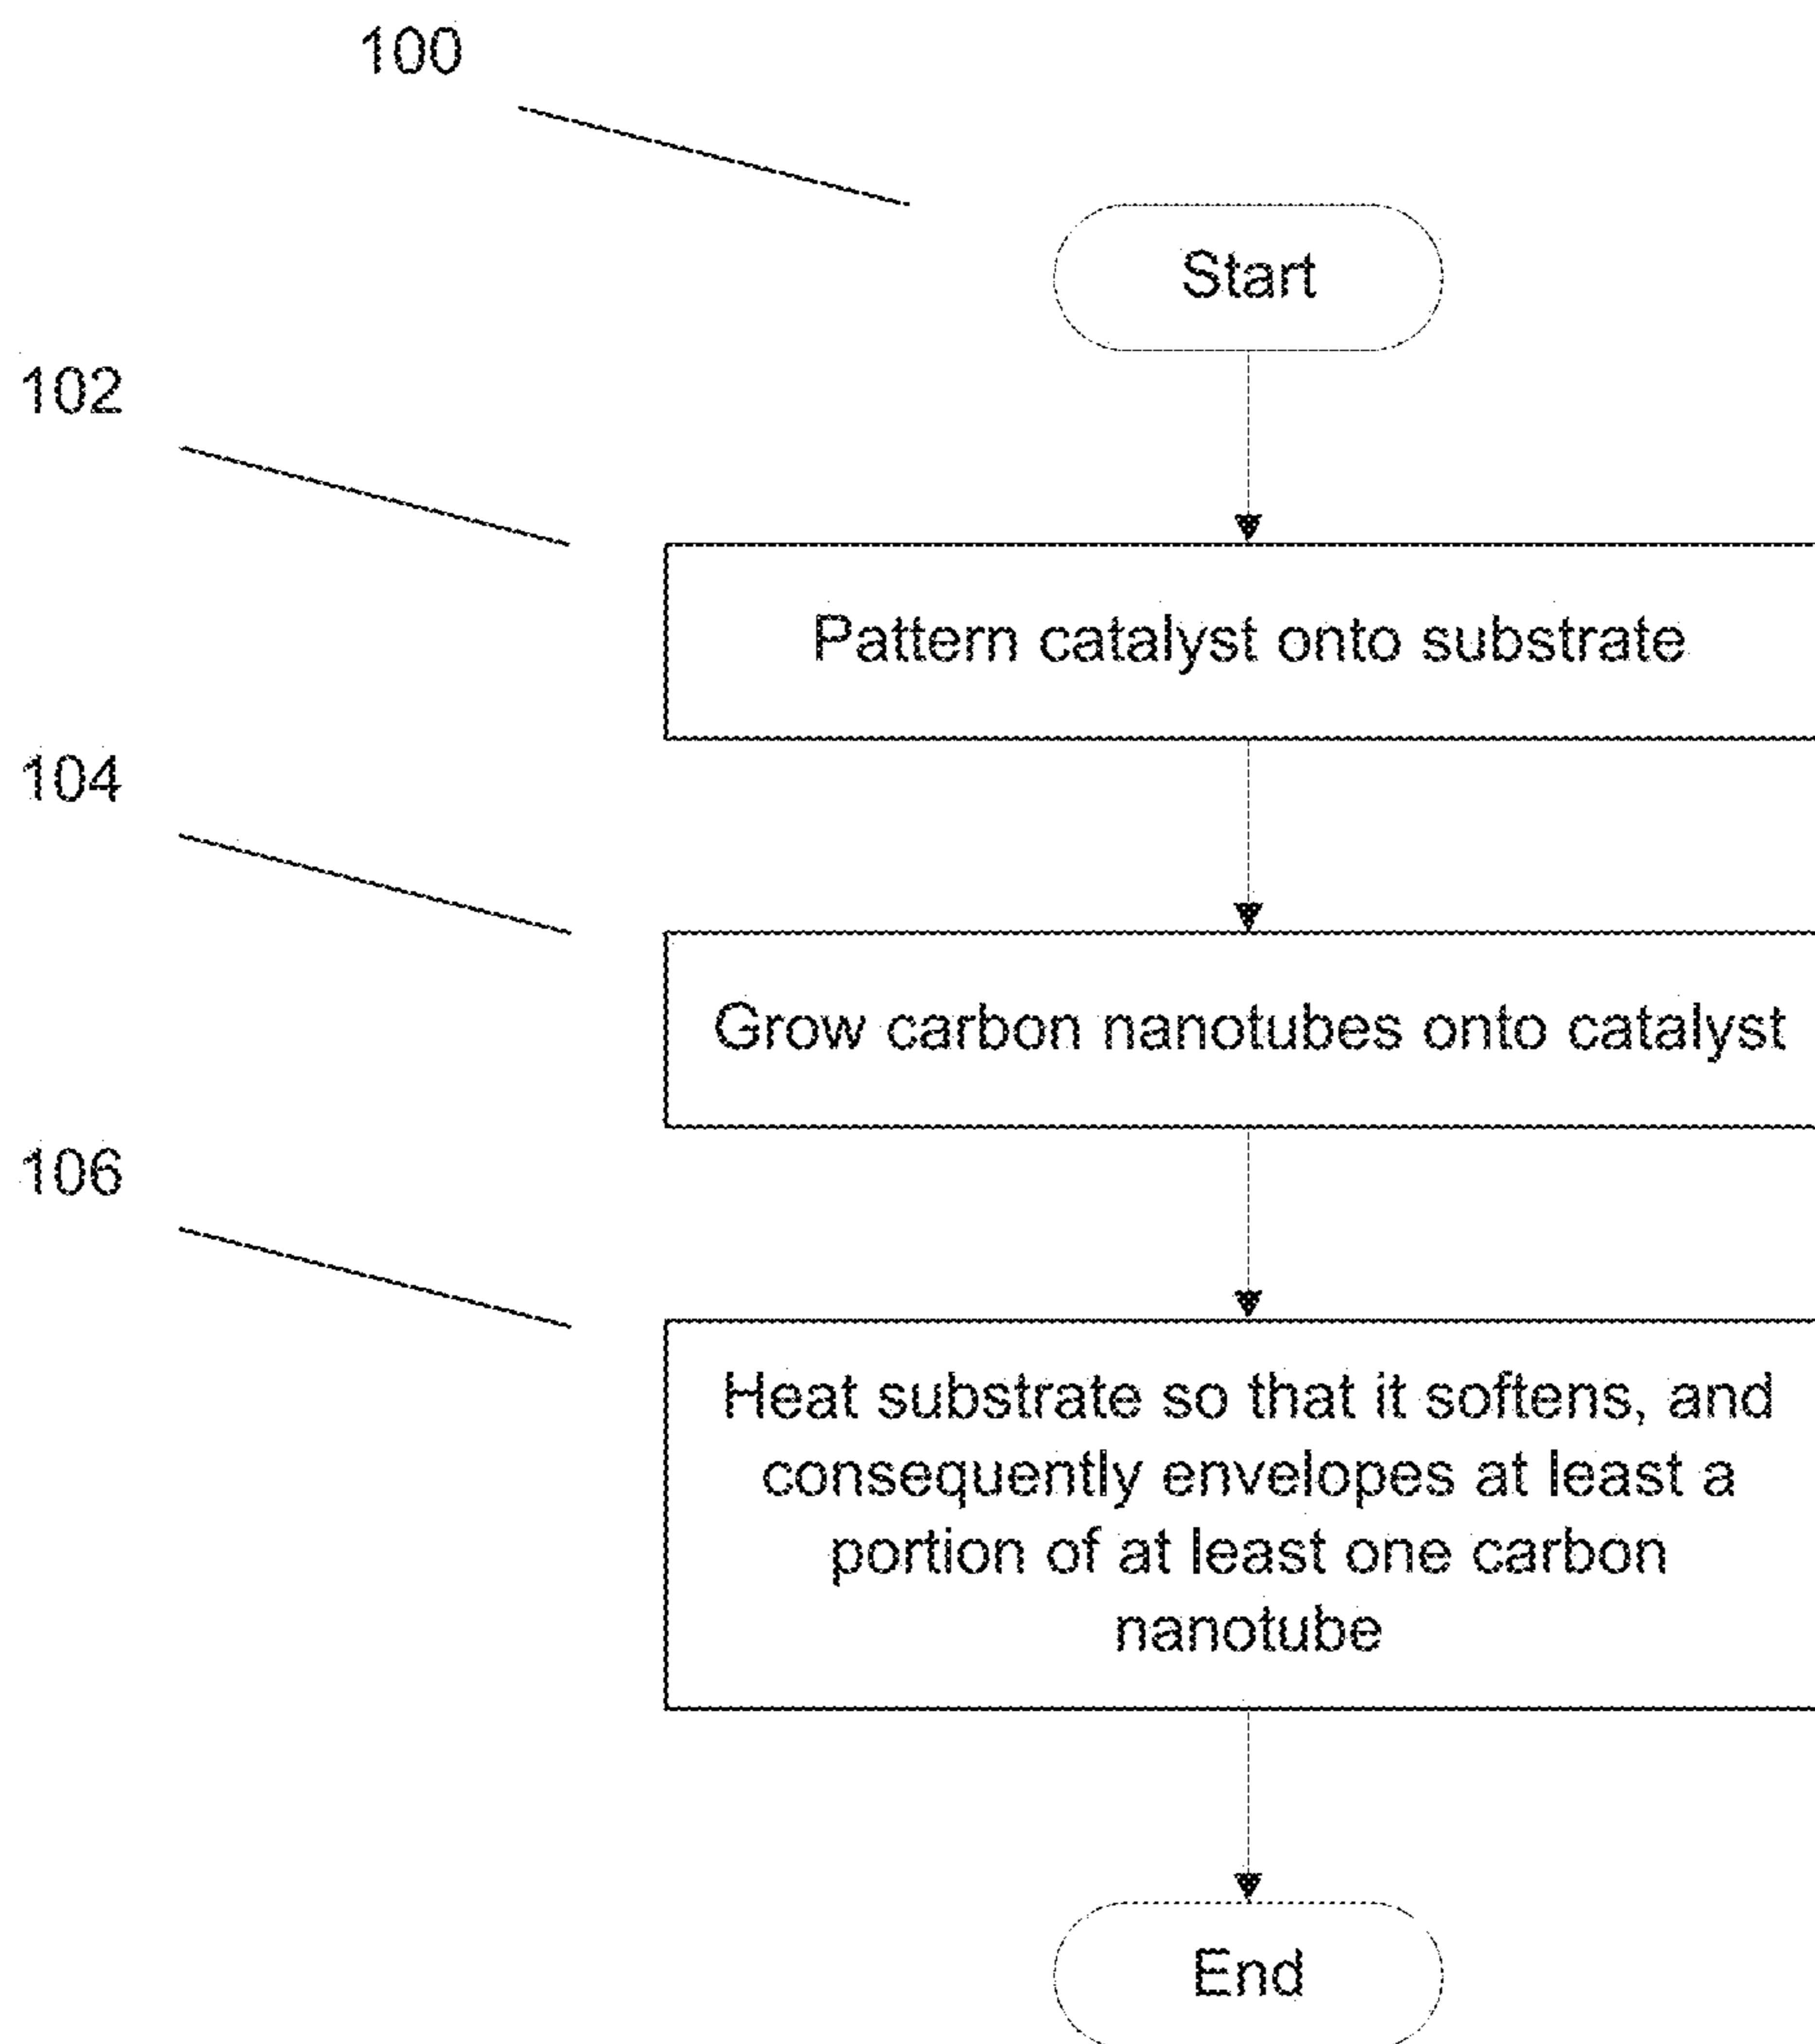 100
Start
102
Pattern catalyst onto substrate
104
Grow carbon nanotubes onto catalyst
106
Heat substrate so that it softens, and
consequently envelopes at least a
portion of at least one carbon
nanotube
End